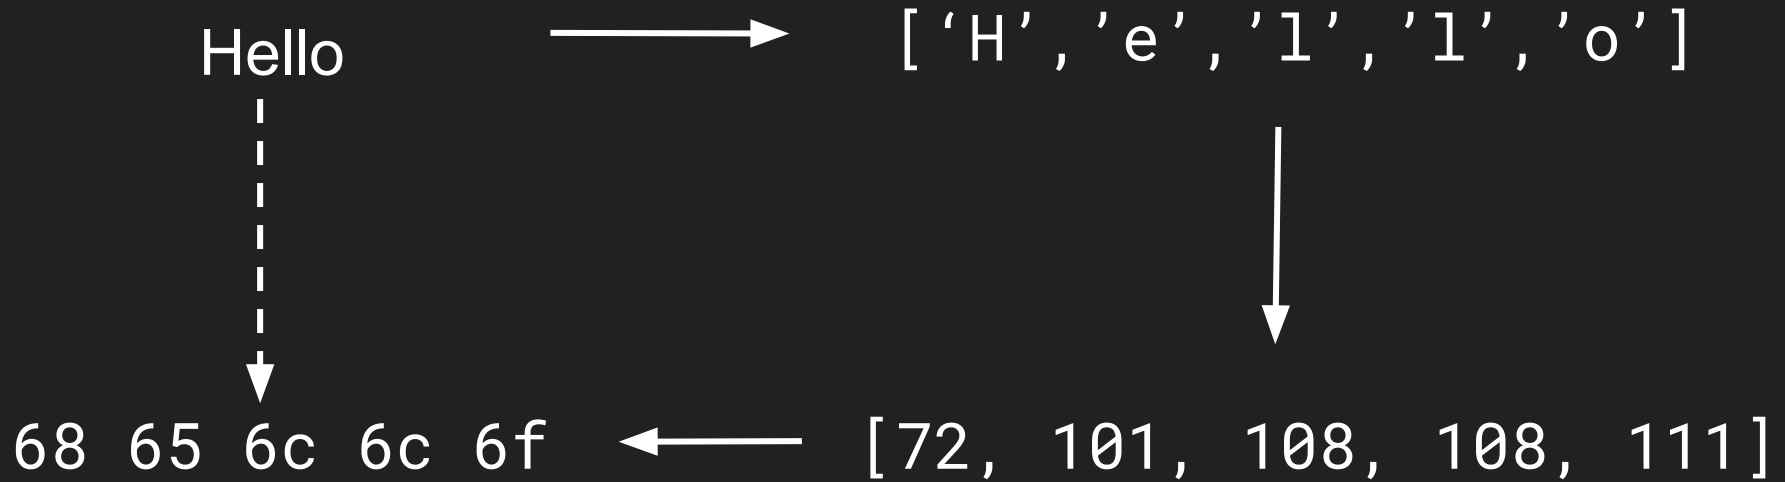 Hello
[‘H’,’e’,’l’,’l’,’o’]
68 65 6c 6c 6f
[72, 101, 108, 108, 111]